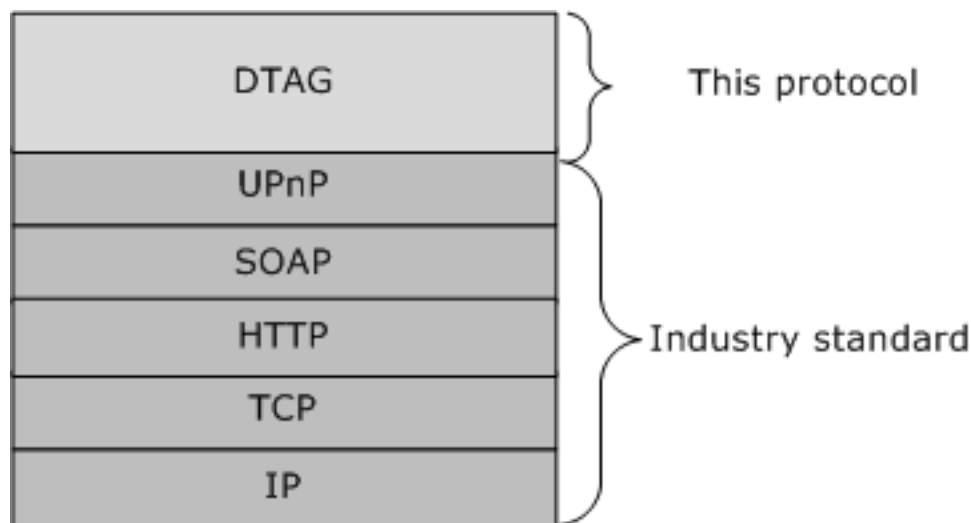 DTAG
This protocol
UPnP
SOAP
HTTP
Industry standard
TCP
IP